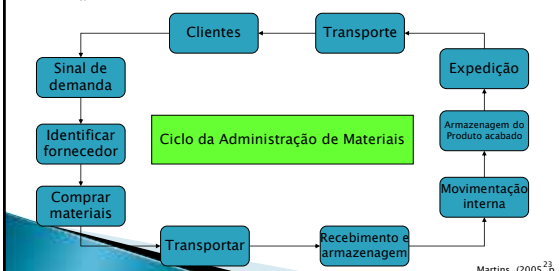 Clientes
Transporte
Sinal de
demanda
Expedição
Identificar
fornecedor
Ciclo da Administração de Materiais
Armazenagem do
Produto acabado
Comprar
materiais
Movimentação
interna
Transportar
Recebimento e
armazenagem
23
Martins (2005